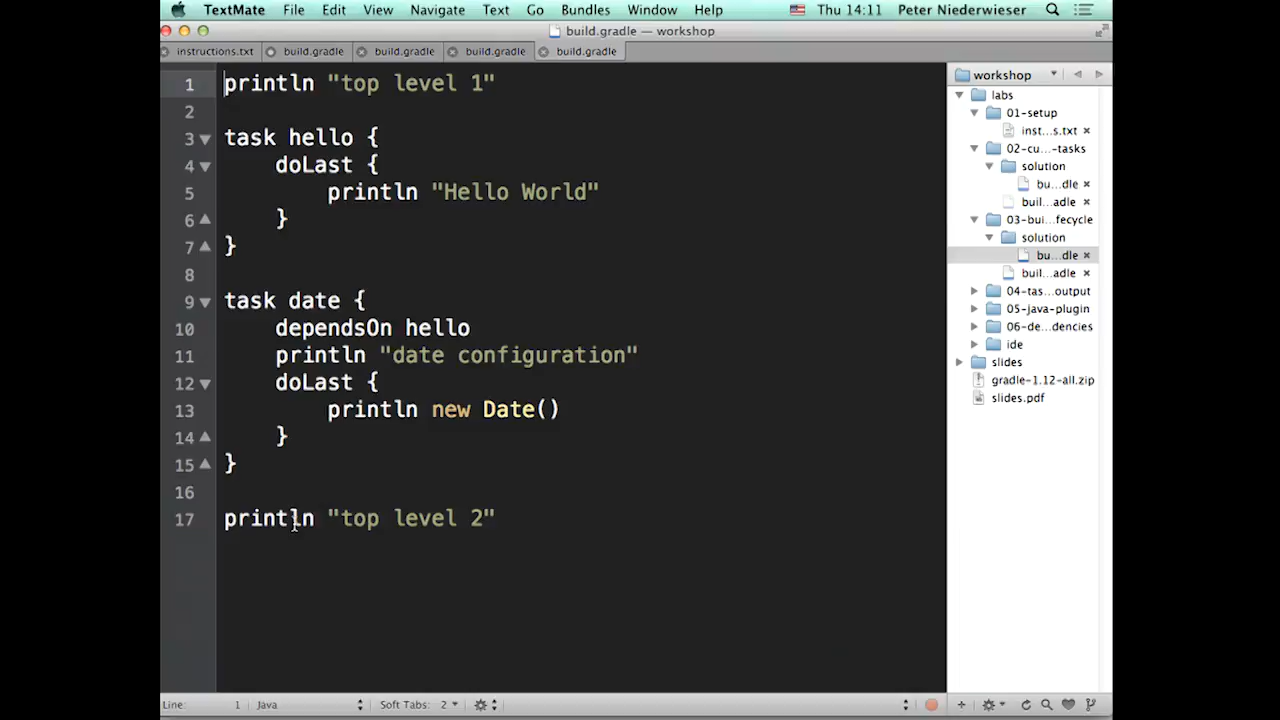 TextMate File Edit View Navigate Text Go Bundles Window Help Thu 14:11 Peter Niederwieser
build.gradle — workshop
instructions.txt build.gradle build.gradle build.gradle build.gradle
workshop
1 println "top level 1"
2
3 task hello {
4 doLast {
5 println "Hello World"
6 }
7 }
8
9 task date {
10 dependsOn hello
11 println "date configuration"
12 doLast {
13 println new Date()
14 }
15 }
16
17 println "top level 2"
labs
01-setup
inst...s.txt
02-cu...-tasks
solution
bu...dle
buil...adle
03-bui...fecycle
solution
bu...dle
buil...adle
04-tas...output
05-java-plugin
06-de...dencies
ide
slides
gradle-1.12-all.zip
slides.pdf
Line: 1 Java Soft Tabs: 2